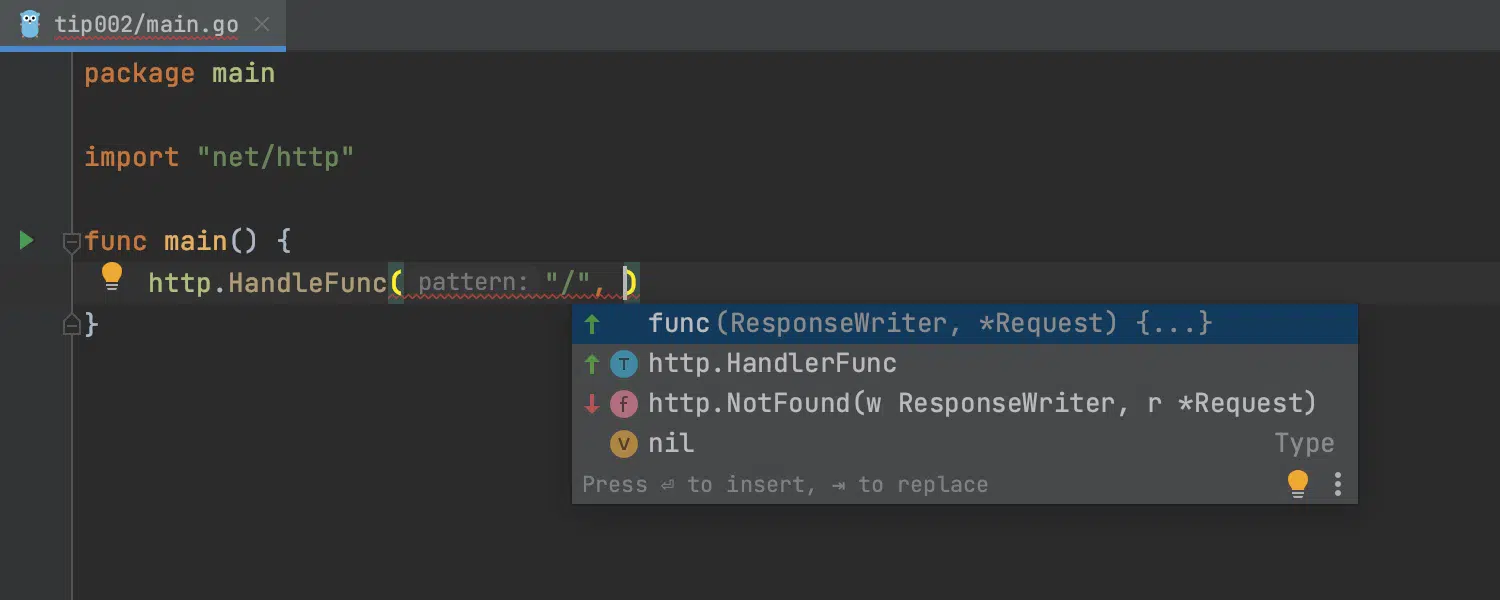 tip002/main.go
package main
import "net/http"
func main() {
http.HandleFunc( pattern: "/", )
func(ResponseWriter, *Request) {...}
T http.HandlerFunc
f http.NotFound(w ResponseWriter, r *Request)
V nil Type
Press ⏎ to insert, ⇥ to replace
}